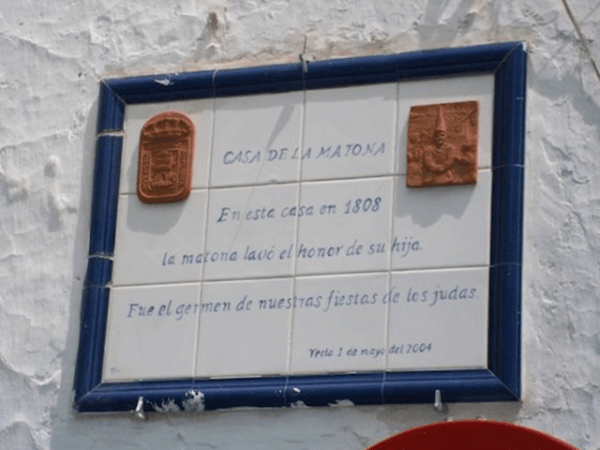 CASA DE LA MATONA
En esta casa en 1808
la matona lavó el honor de su hija.
Fue el germen de nuestras fiestas de los judas.
Yecla 1 de mayo del 2004